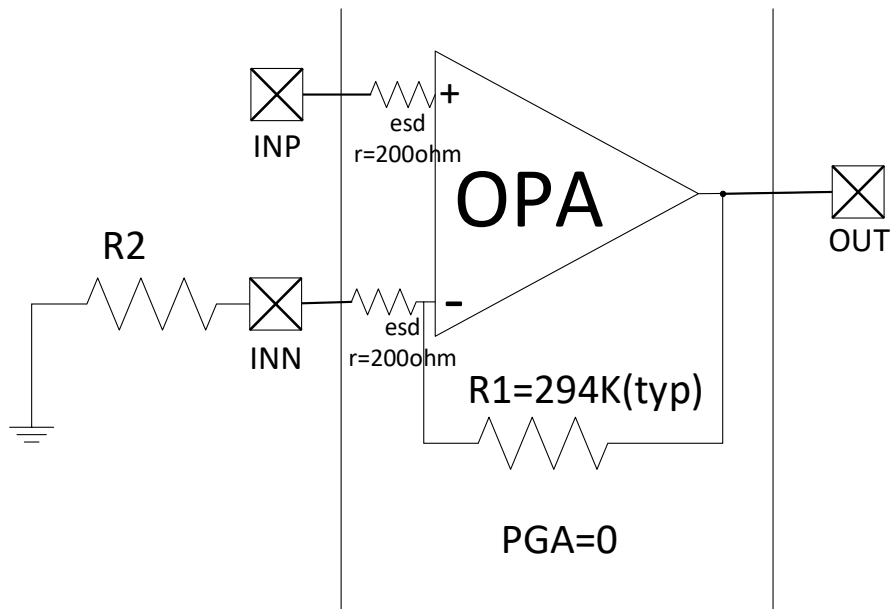 +
esd
r=200ohm
INP
OPA
OUT
R2
-
esd
r=200ohm
INN
R1=294K(typ)
PGA=0